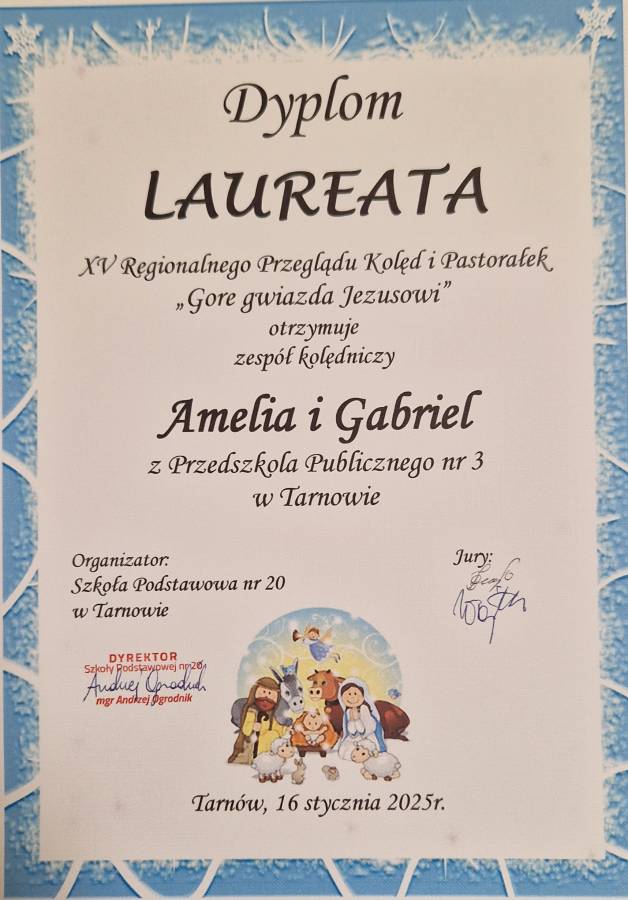 Dyplom
LAUREATA
XV Regionalnego Przeglądu Kolęd i Pastorałek
„Gore gwiazda Jezusowi”
otrzymuje
zespół kolędniczy
Amelia i Gabriel
z Przedszkola Publicznego nr 3
w Tarnowie
Organizator:
Szkoła Podstawowa nr 20
w Tarnowie
Jury:
DYREKTOR
Szkoły Podstawowej nr 20
Andrzej Ogrodnik
mgr Andrzej Ogrodnik
Tarnów, 16 stycznia 2025r.